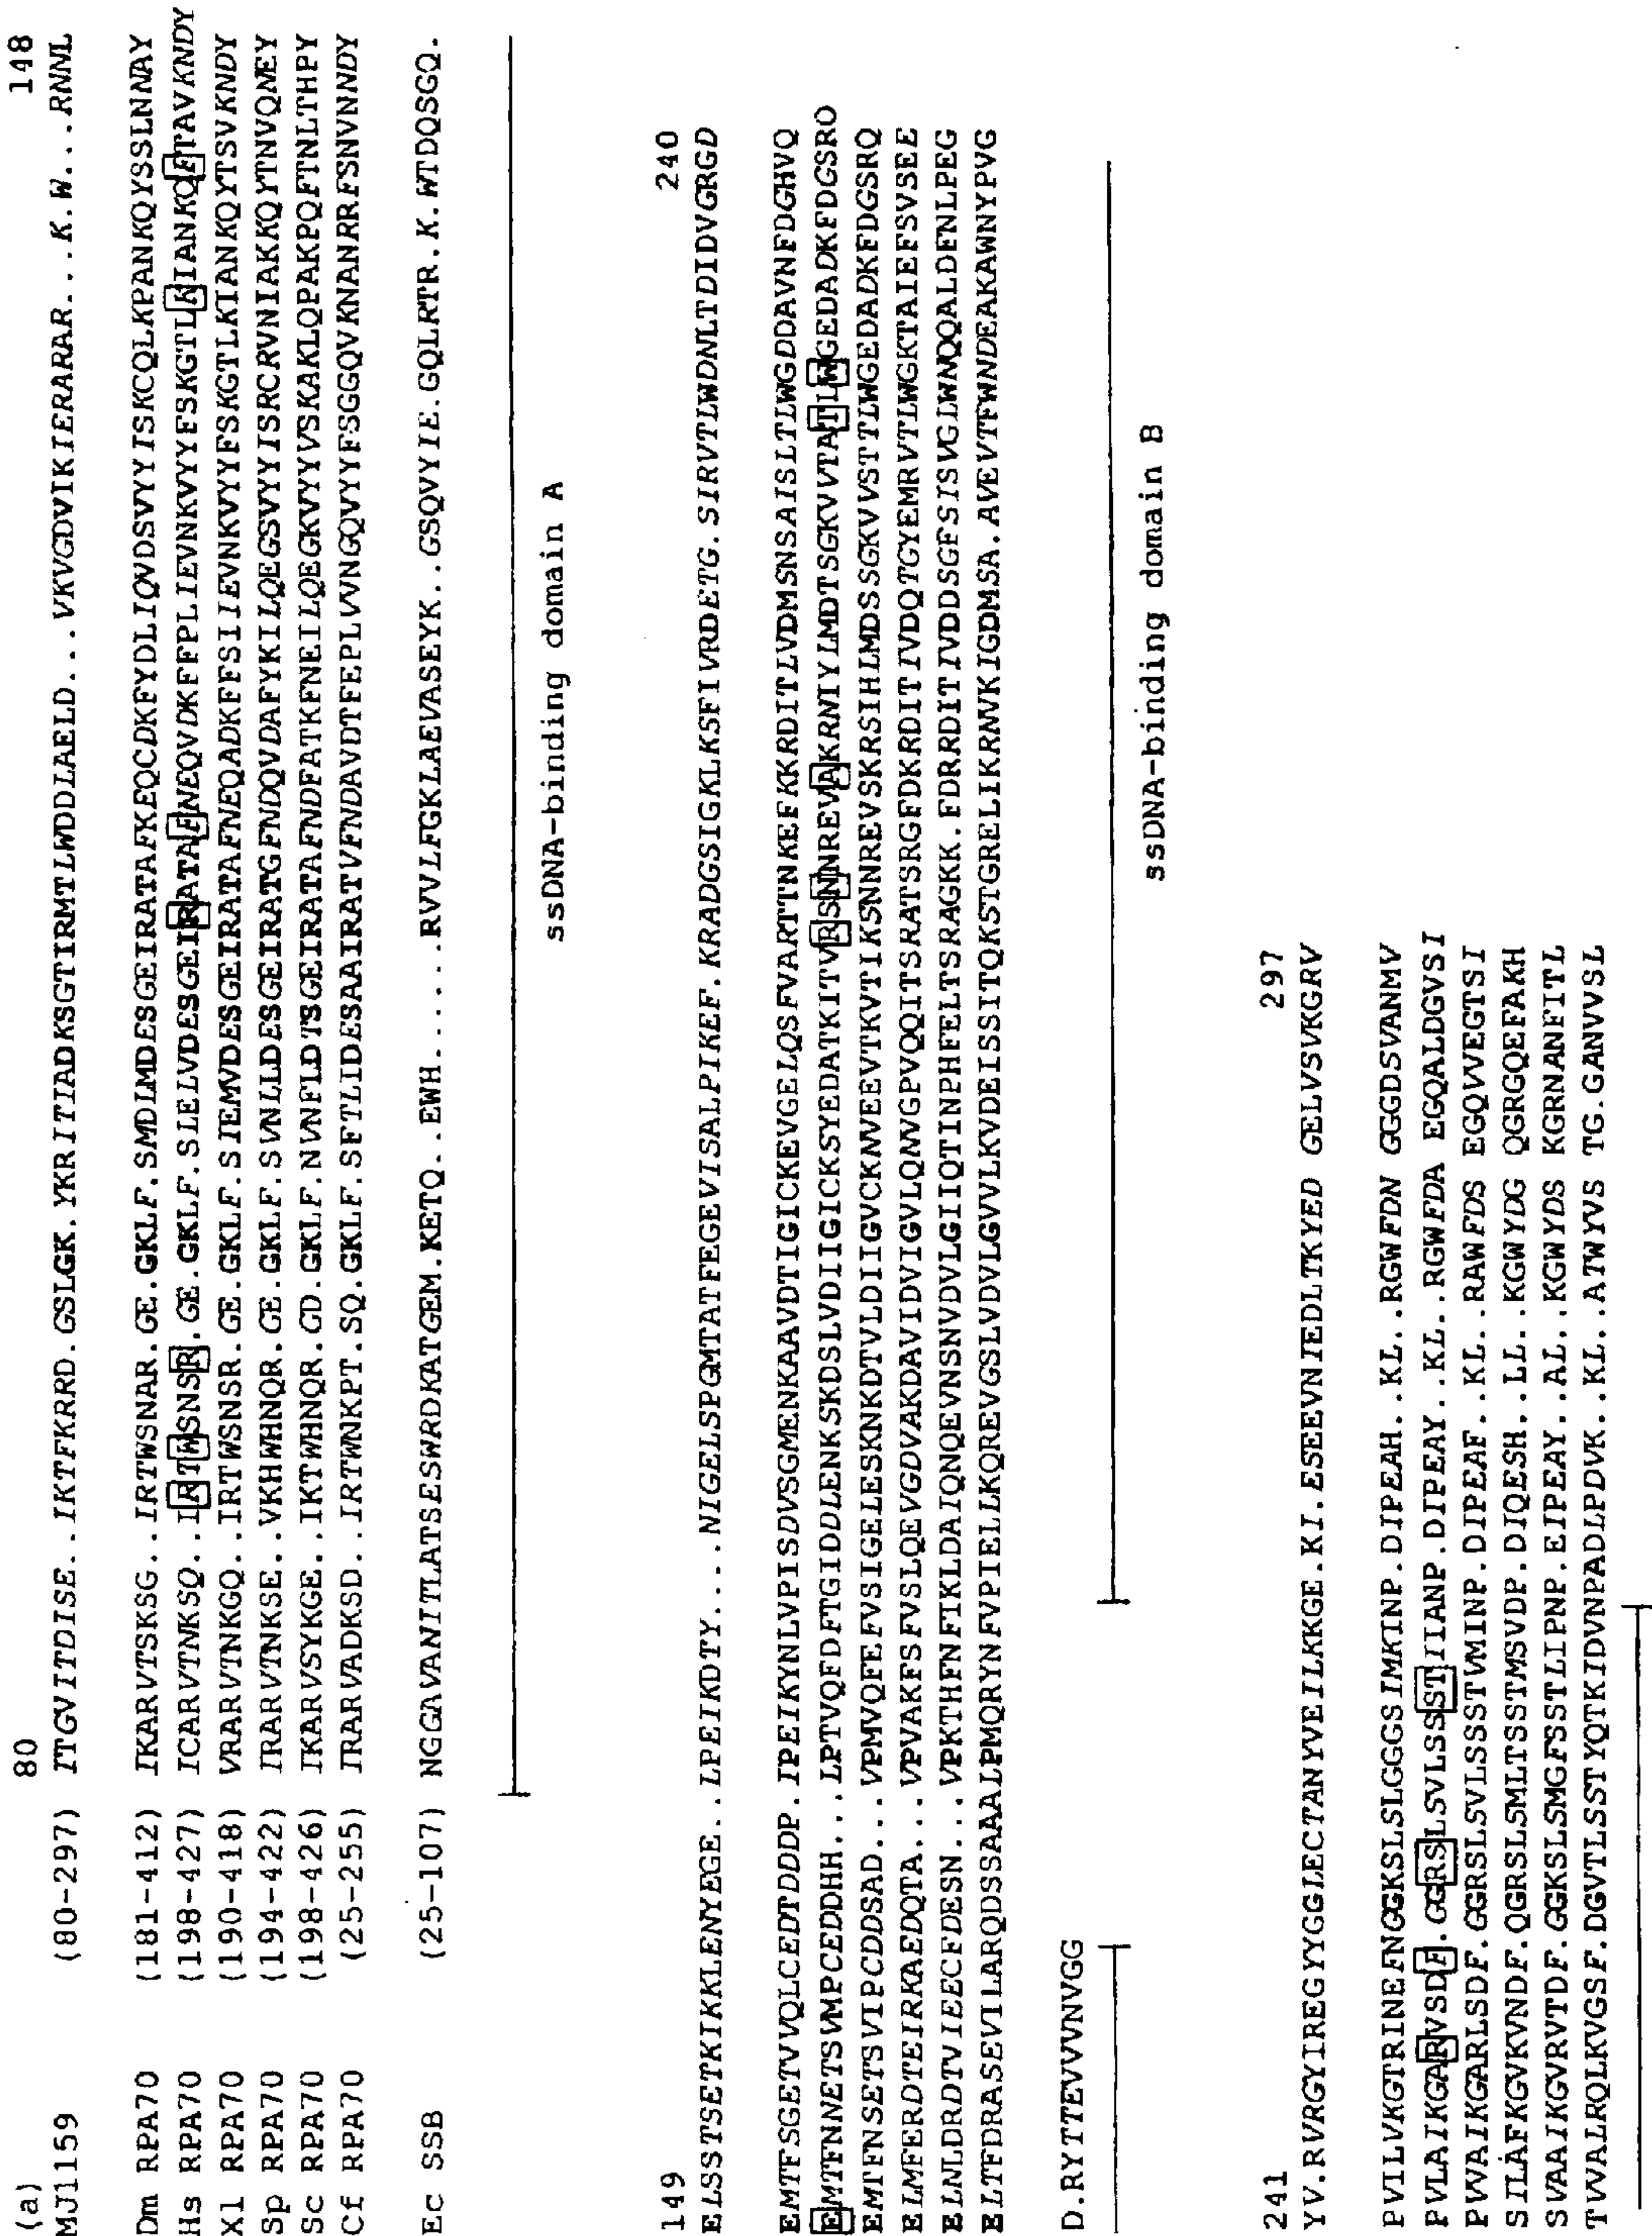 (a) 80 148
MJ1159 (80-297) ITGVITDISE..IKTFKRRD.GSLGK.YKRITIADKSGTIRMTLWDDLAELD..VKVGDVIKIERARAR...K.W...RNNL
Dm RPA70 (181-412) IKARVTSKSG..IRTWSNAR.GE.GKLF.SMDLMDESGEIRATAFKEQCDKFYDLIQVDSVYYISKCQLKPANKQYSSLNNAY
Hs RPA70 (198-427) ICARVTNKSQ..IRTWSNSR.GE.GKLF.SLELVDESGEIRATAFNEQVDKFFPLIEVNKVYYFSKGTLKIANKQFTAVKNDY
Xl RPA70 (190-418) VRARVTNKGQ..IRTWSNSR.GE.GKLF.SIEMVDESGEIRATAFNEQADKFFSIIEVNKVYYFSKGTLKIANKQYTSVKNDY
Sp RPA70 (194-422) IRARVTNKSE..VKHWHNQR.GE.GKLF.SVNLLDESGEIRATGFNDQVDAFYKILQEGSVYYISRCRVNIAKKQYTNVQNEY
Sc RPA70 (198-426) IKARVSYKGE..IKTWHNQR.GD.GKLF.NVNFLDTSGEIRATAFNDFATKFNEILQEGKVYYVSKAKLQPAKPQFTNLTHPY
Cf RPA70 (25-255) IRARVADKSD..IRTWNKPT.SQ.GKLF.SFTLIDESAAIRATVFNDAVDTFEPLVVNGQVYYFSGGQVKNANRRFSNVNNDY
Ec SSB (25-107) NGGAVANITLATSESWRDKATGEM.KETQ..EWH.....RVVLFGKLAEVASEYK..GSQVYIE.GQLRTR.K.WTDQSGQ.
ssDNA-binding domain A
149 240
ELSSTSETKIKKLENYEGE..LPEIKDTY....NIGELSPGMTATFEGEVISALPIKEF.KRADGSIGKLKSFIVRDETG.SIRVTLWDNLTDIDVGRGD
EMTFSGETVVQLCEDTDDDP.IPEIKYNLVPISDVSGMENKAAVDTIGICKEVGELQSFVARTTNKEFKKRDITLVDMSNSAISLTLWGDDAVNFDGHVQ
EMTFNNETSVMPCEDDHH...LPTVQFDFTGIDDLENKSKDSLVDIIGICKSYEDATKITVRSNNREVAKRNIYLMDTSGKVVTATLWGEDADKFDGSRQ
EMTFNSETSVIPCDDSAD...VPMVQFEFVSIGELESKNKDTVLDIIGVCKNVEEVTKVTIKSNNREVSKRSIHLMDSSGKVVSTTLWGEDADKFDGSRQ
ELMFERDTEIRKAEDQTA...VPVAKFSFVSLQEVGDVAKDAVIDVIGVLQNVGPVQQITSRATSRGFDKRDITIVDQTGYEMRVTLWGKTAIEFSVSEE
ELNLDRDTVIEECFDESN...VPKTHFNFIKLDAIQNQEVNSNVDVLGIIQTINPHFELTSRAGKK.FDRRDITIVDDSGFSISVGLWNQQALDFNLPEG
ELTFDRASEVILARQDSSAAALPMQRYNFVPIELLKQREVGSLVDVLGVVLKVDEISSITQKSTGRELIKRNVKIGDMSA.AVEVTFWNDEAKAWNYPVG
D.RYTTEVVVNVGG
ssDNA-binding domain B
241 297
YV.RVRGYIREGYYGGLECTANYVEILKKGE.KI.ESEEVNIEDLTKYED GELVSVKGRV
PVILVKGTRINEFNGGKSLSLGGGSIMKINP.DIPEAH..KL..RGWFDN GGGDSVANMV
PVLAIKGARVSDF.GGRSLSVLSSSTIIANP.DIPEAY..KL..RGWFDA EGQALDGVSI
PVVAIKGARLSDF.GGRSLSVLSSSTVMINP.DIPEAF..KL..RAWFDS EGQVVEGTSI
SILAFKGVKVNDF.QGRSLSMLTSSTMSVDP.DIQESH..LL..KGWYDG QGRGQEFAKH
SVAAIKGVRVTDF.GGKSLSMGFSSTLIPNP.EIPEAY..AL..KGWYDS KGRNANFITL
TVVALRQLKVGSF.DGVTLSSTYQTKIDVNPADLPDVK..KL..ATWYVS TG.GANVVSL